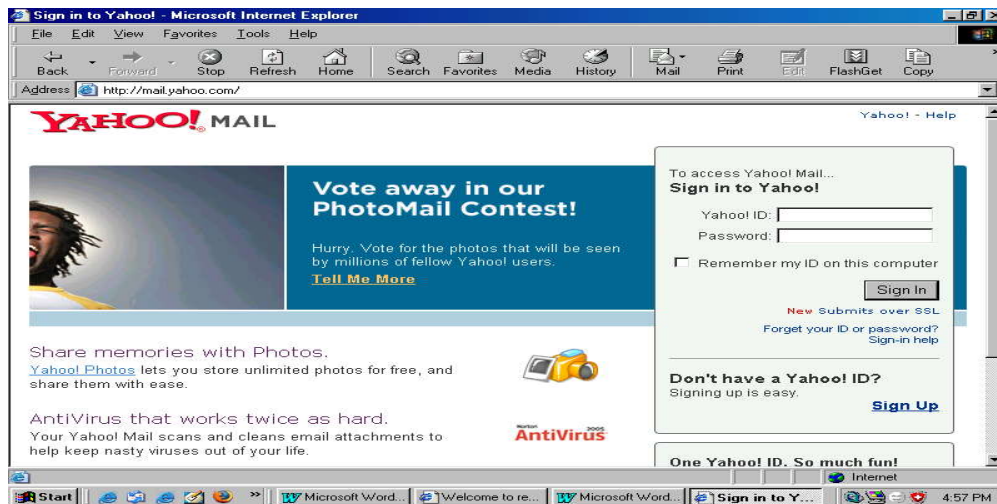 Sign in to Yahoo! - Microsoft Internet Explorer
File Edit View Favorites Tools Help
Back Forward Stop Refresh Home Search Favorites Media History Mail Print Edit FlashGet Copy
Address http://mail.yahoo.com/
YAHOO! MAIL
Yahoo! - Help
Vote away in our
PhotoMail Contest!
Hurry. Vote for the photos that will be seen
by millions of fellow Yahoo! users.
Tell Me More
To access Yahoo! Mail...
Sign in to Yahoo!
Yahoo! ID:
Password:
Remember my ID on this computer
Sign In
New Submits over SSL
Forget your ID or password?
Sign-in help
Don't have a Yahoo! ID?
Signing up is easy.
Sign Up
Share memories with Photos.
Yahoo! Photos lets you store unlimited photos for free, and
share them with ease.
AntiVirus that works twice as hard.
Your Yahoo! Mail scans and cleans email attachments to
help keep nasty viruses out of your life.
Norton 2005
AntiVirus
One Yahoo! ID. So much fun!
Internet
Start Microsoft Word... Welcome to re... Microsoft Word... Sign in to Y... 4:57 PM